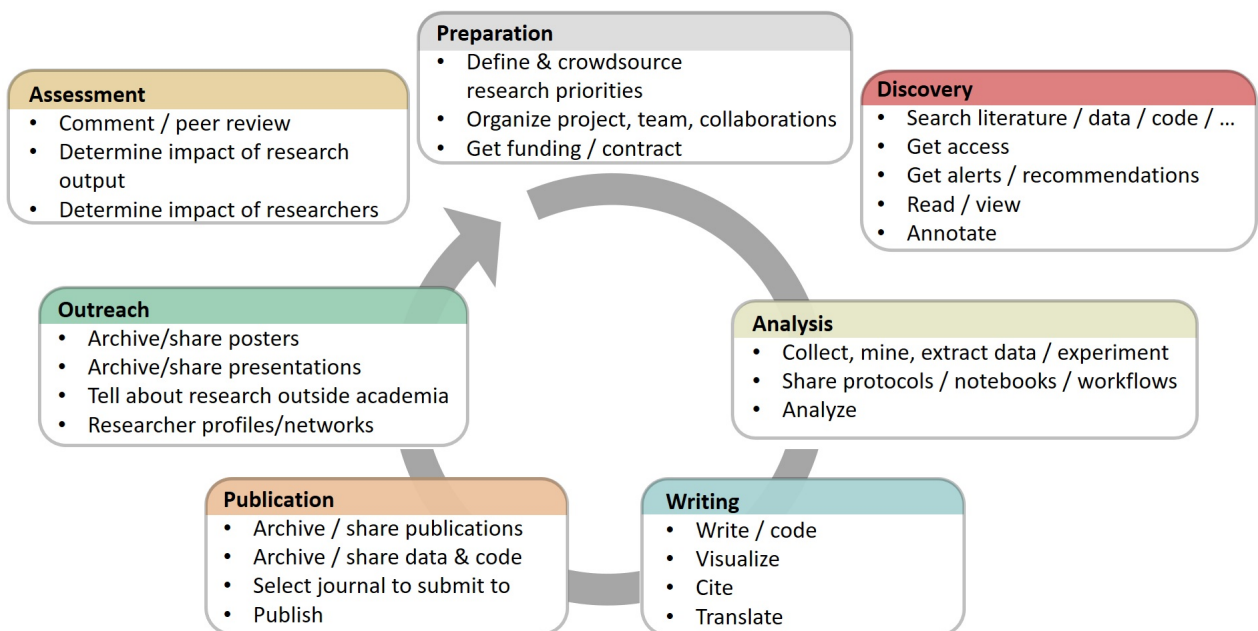 Preparation
• Define & crowdsource
research priorities
• Organize project, team, collaborations
• Get funding / contract
Discovery
• Search literature / data / code / ...
• Get access
• Get alerts / recommendations
• Read / view
• Annotate
Analysis
• Collect, mine, extract data / experiment
• Share protocols / notebooks / workflows
• Analyze
Writing
• Write / code
• Visualize
• Cite
• Translate
Publication
• Archive / share publications
• Archive / share data & code
• Select journal to submit to
• Publish
Outreach
• Archive/share posters
• Archive/share presentations
• Tell about research outside academia
• Researcher profiles/networks
Assessment
• Comment / peer review
• Determine impact of research
output
• Determine impact of researchers